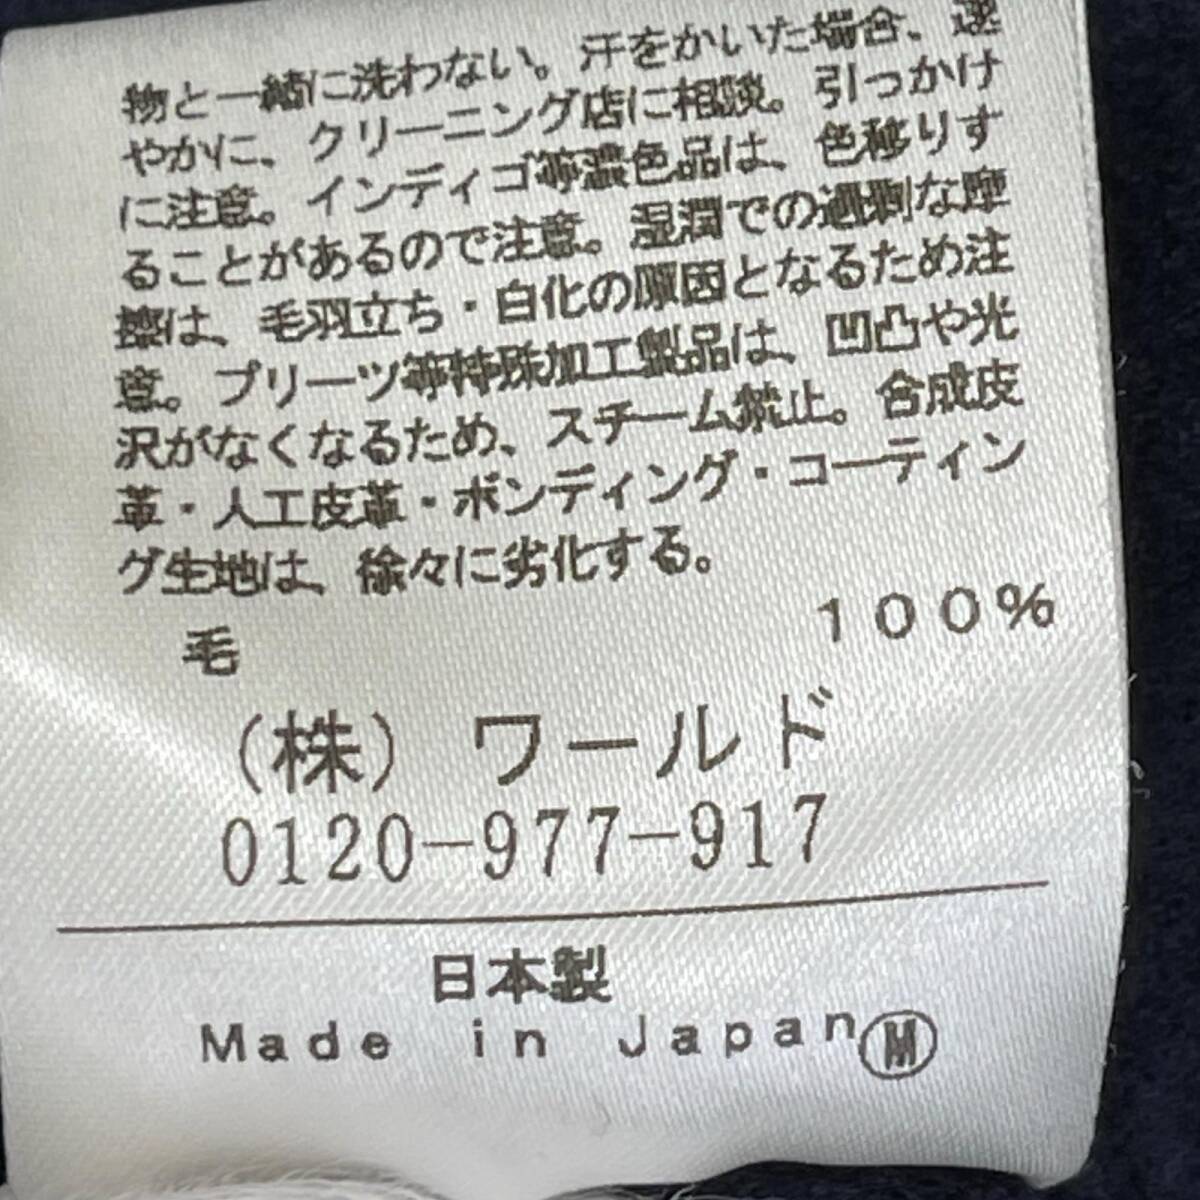 物と一緒に洗わない。汗をかいた場合、速
やかに、クリーニング店に相談。引っかけ
に注意。インディゴ等濃色品は、色移りす
ることがあるので注意。湿潤での過剰な摩
擦は、毛羽立ち・白化の原因となるため注
意。プリーツ等特殊加工製品は、凹凸や光
沢がなくなるため、スチーム禁止。合成皮
革・人工皮革・ボンディング・コーティン
グ生地は、徐々に劣化する。
毛 100%
(株) ワールド
0120-977-917
日本製
Made in Japan Ⓜ